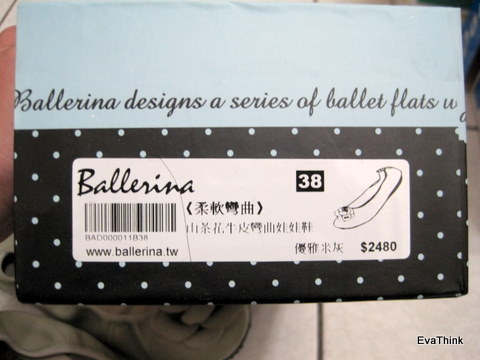 Ballerina designs a series of ballet flats w
Ballerina
38
《柔軟彎曲》
BAD000011B38
山茶花牛皮彎曲娃娃鞋
www.ballerina.tw
優雅米灰 $2480
EvaThink